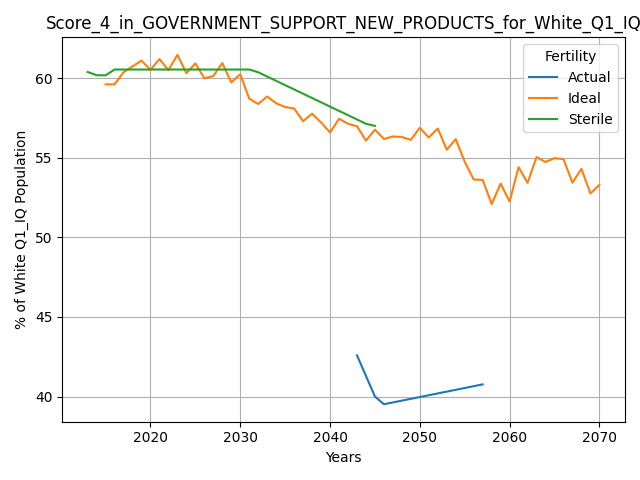 Score_4_in_GOVERNMENT_SUPPORT_NEW_PRODUCTS_for_White_Q1_IQ
% of White Q1_IQ Population
60
55
50
45
40
Fertility
Actual
Ideal
Sterile
2020 2030 2040 2050 2060 2070
Years